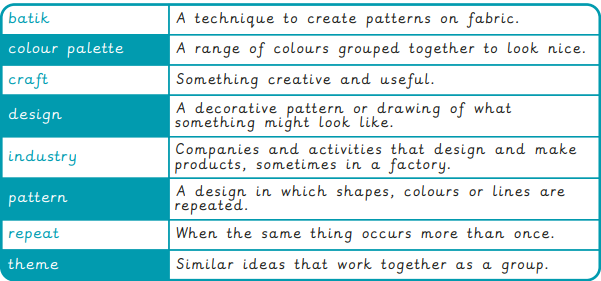 batik A technique to create patterns on fabric.
colour palette A range of colours grouped together to look nice.
craft Something creative and useful.
design A decorative pattern or drawing of what
something might look like.
industry Companies and activities that design and make
products, sometimes in a factory.
pattern A design in which shapes, colours or lines are
repeated.
repeat When the same thing occurs more than once.
theme Similar ideas that work together as a group.